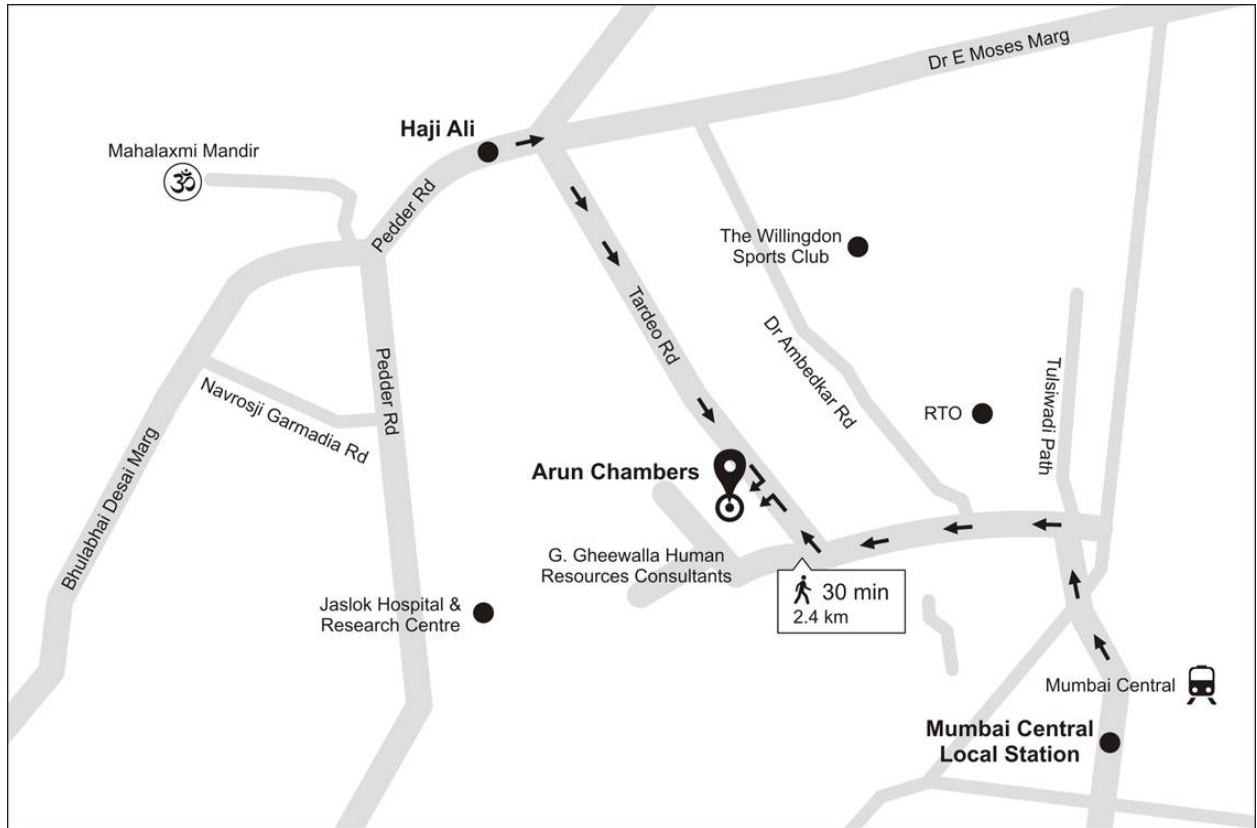 Dr E Moses Marg
Haji Ali
Mahalaxmi Mandir
ॐ
Pedder Rd
The Willingdon
Sports Club
Tardeo Rd
Dr Ambedkar Rd
Pedder Rd
Tulsiwadi Path
Navrosji Garmadia Rd
RTO
Bhulabhai Desai Marg
Arun Chambers
G. Gheewalla Human
Resources Consultants
30 min
2.4 km
Jaslok Hospital &
Research Centre
Mumbai Central
Mumbai Central
Local Station